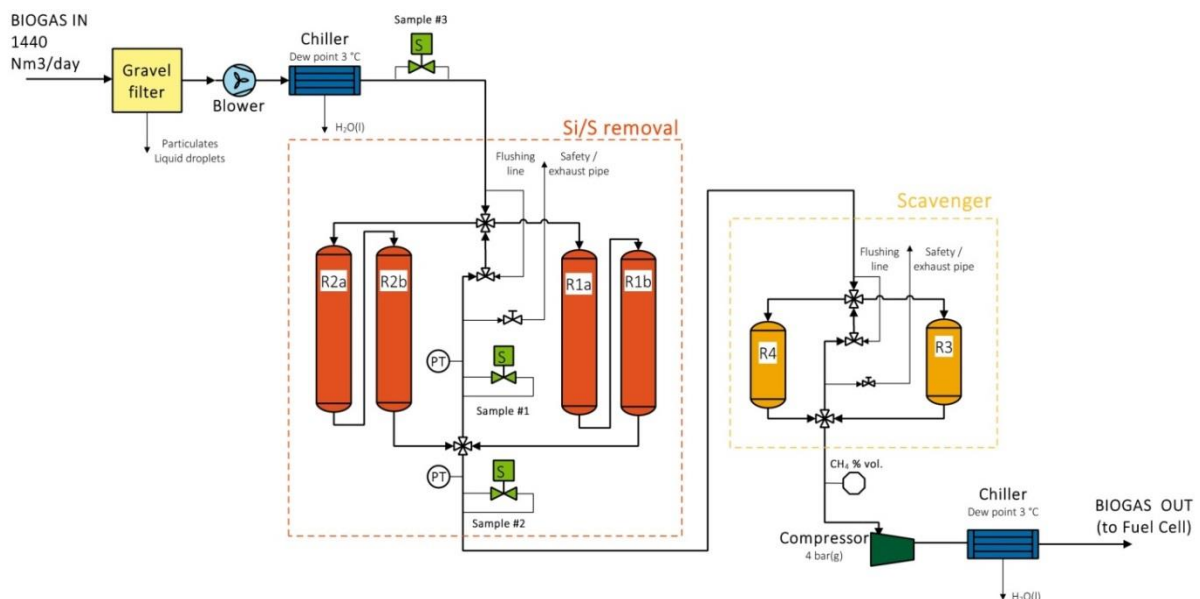 BIOGAS IN
1440
Nm3/day
Gravel
filter
Particulates
Liquid droplets
Blower
Chiller
Dew point 3 °C
H₂O(l)
Sample #3
S
Si/S removal
Flushing
line
Safety /
exhaust pipe
R2a
R2b
R1a
R1b
PT
S
Sample #1
PT
S
Sample #2
Scavenger
Flushing
line
Safety /
exhaust pipe
R4
R3
CH₄ % vol.
Compressor
4 bar(g)
Chiller
Dew point 3 °C
H₂O(l)
BIOGAS OUT
(to Fuel Cell)